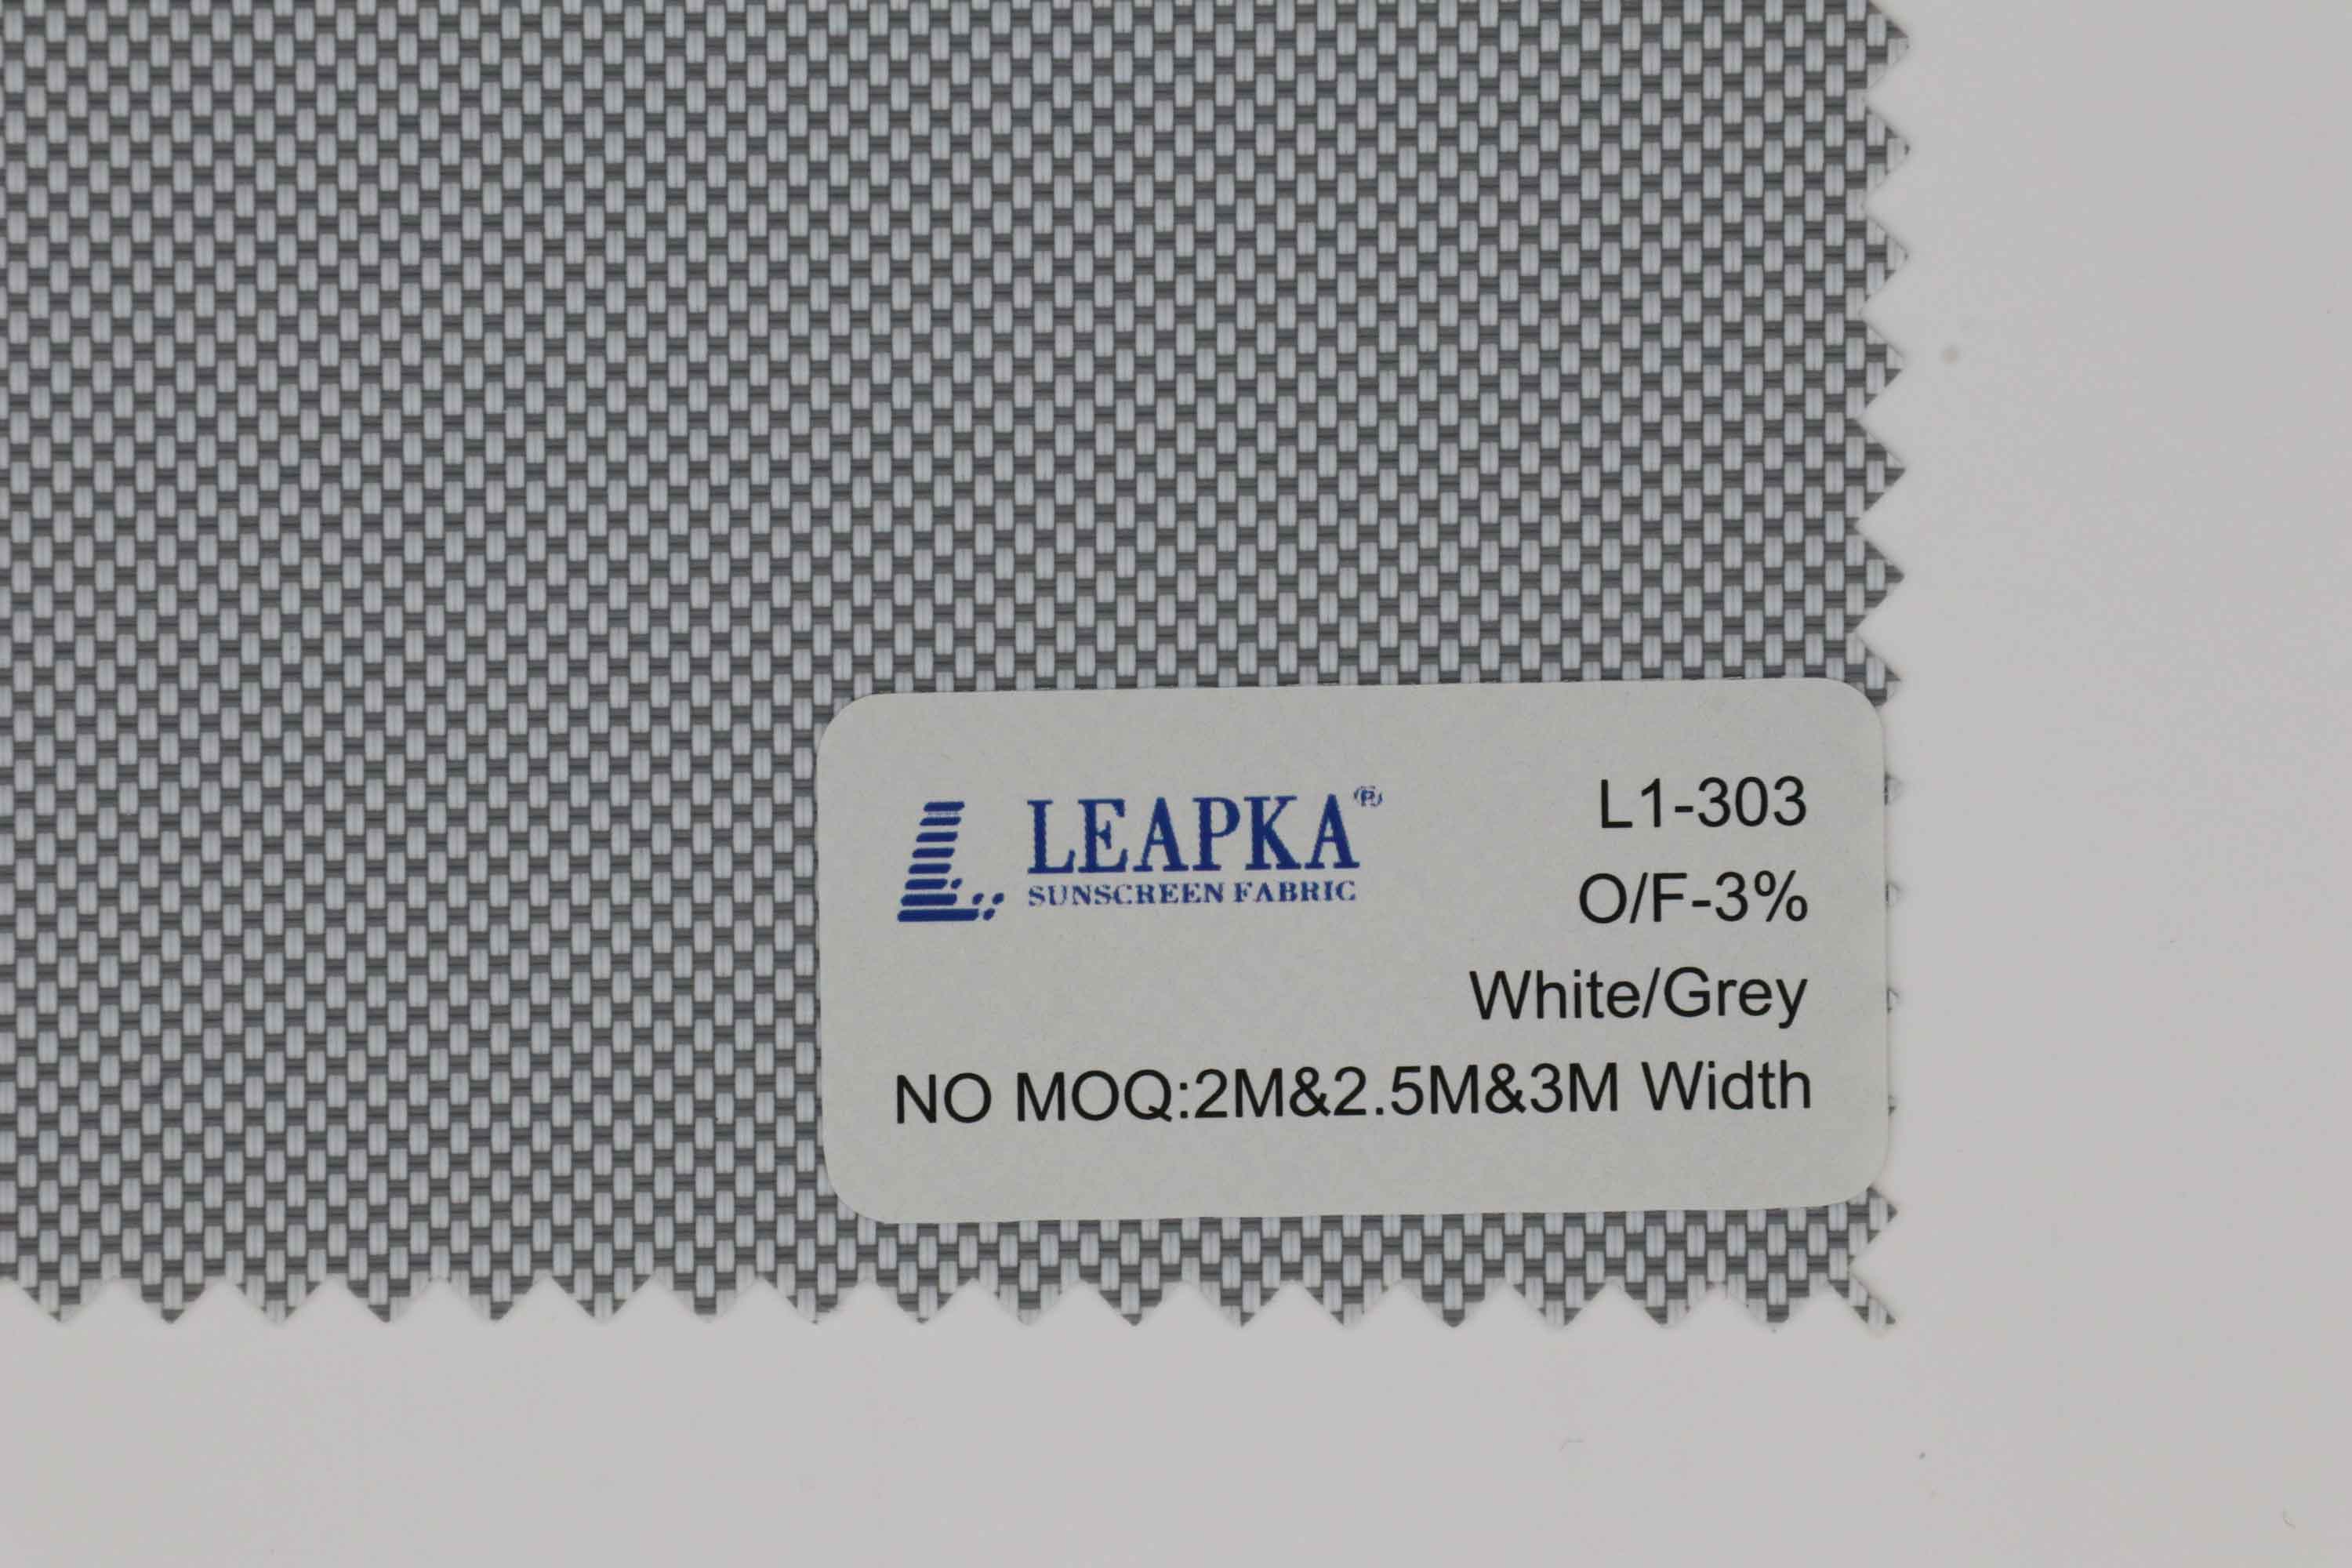 LEAPKA®
SUNSCREEN FABRIC
L1-303
O/F-3%
White/Grey
NO MOQ:2M&2.5M&3M Width